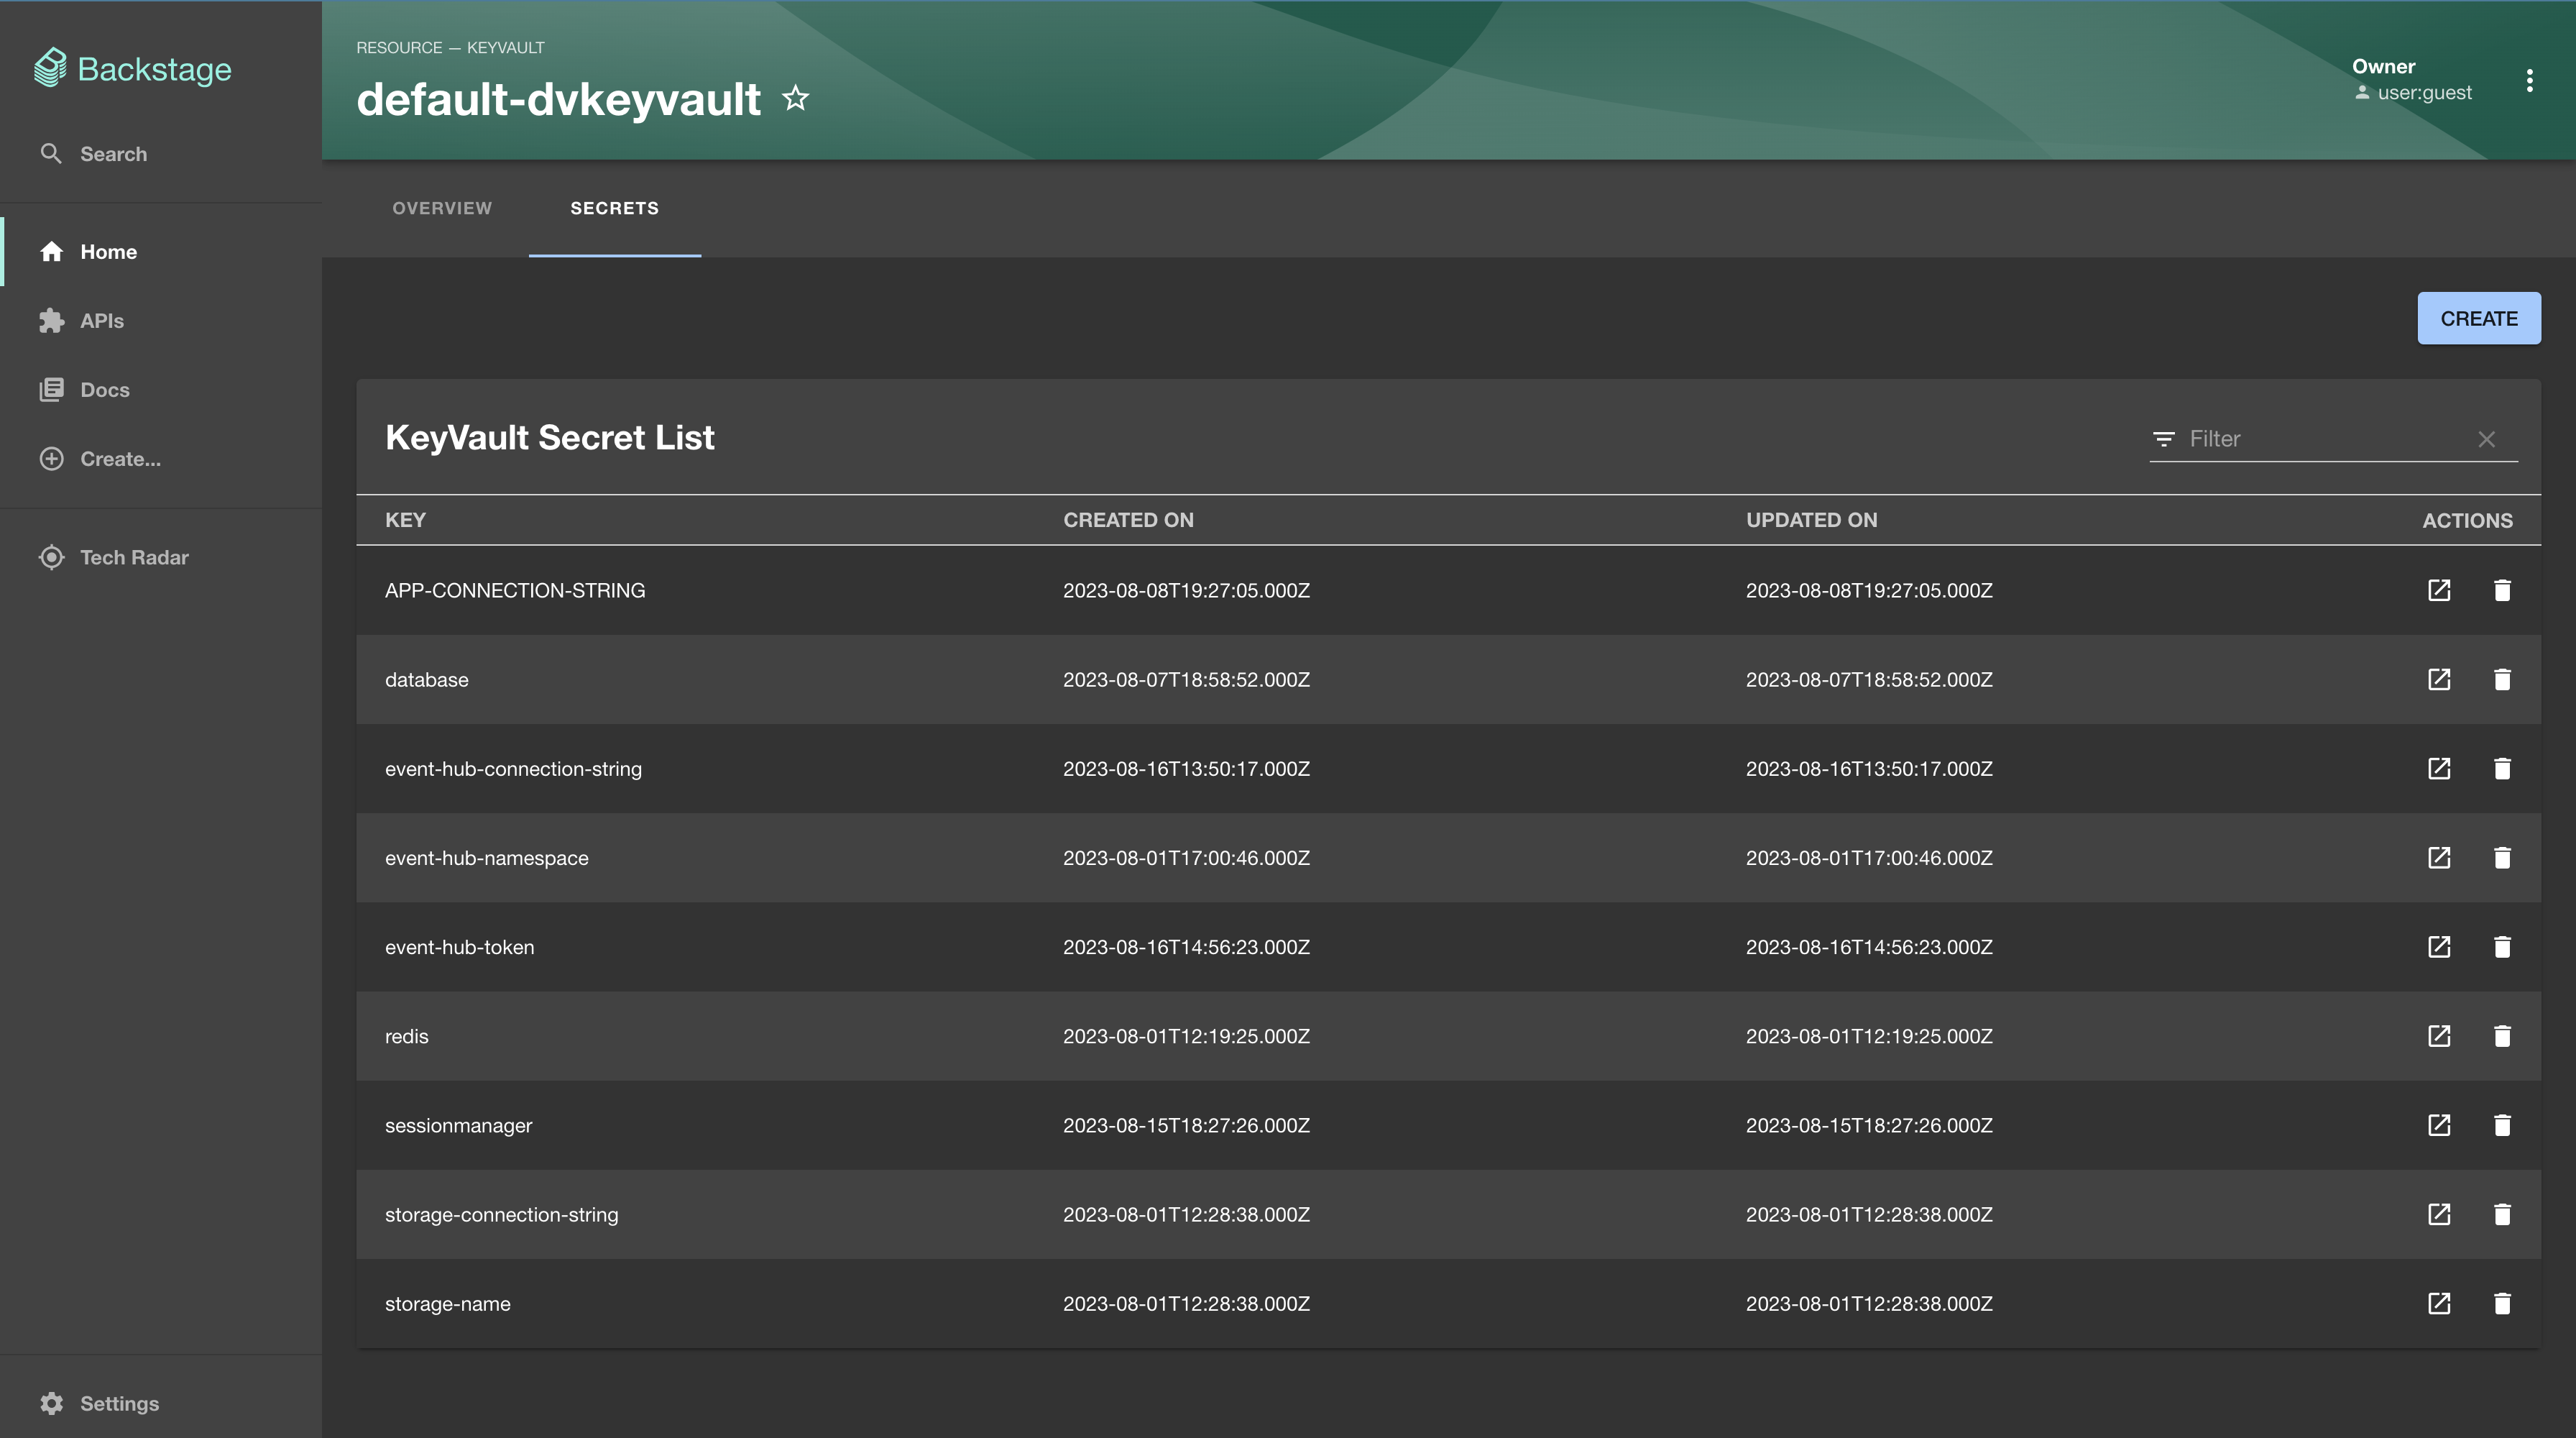 Backstage
Search
Home
APIs
Docs
Create...
Tech Radar
Settings
RESOURCE — KEYVAULT
default-dvkeyvault
Owner
user:guest
OVERVIEW SECRETS
CREATE
KeyVault Secret List
Filter
KEY CREATED ON UPDATED ON ACTIONS
APP-CONNECTION-STRING 2023-08-08T19:27:05.000Z 2023-08-08T19:27:05.000Z
database 2023-08-07T18:58:52.000Z 2023-08-07T18:58:52.000Z
event-hub-connection-string 2023-08-16T13:50:17.000Z 2023-08-16T13:50:17.000Z
event-hub-namespace 2023-08-01T17:00:46.000Z 2023-08-01T17:00:46.000Z
event-hub-token 2023-08-16T14:56:23.000Z 2023-08-16T14:56:23.000Z
redis 2023-08-01T12:19:25.000Z 2023-08-01T12:19:25.000Z
sessionmanager 2023-08-15T18:27:26.000Z 2023-08-15T18:27:26.000Z
storage-connection-string 2023-08-01T12:28:38.000Z 2023-08-01T12:28:38.000Z
storage-name 2023-08-01T12:28:38.000Z 2023-08-01T12:28:38.000Z